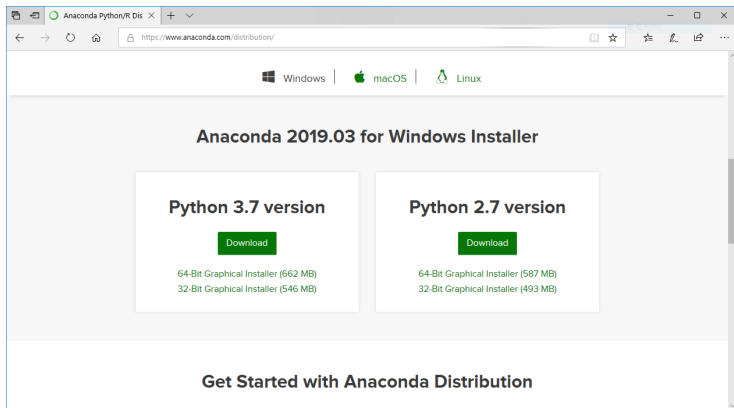 Anaconda Python/R Dis
https://www.anaconda.com/distribution/
Windows
macOS
Linux
Anaconda 2019.03 for Windows Installer
Python 3.7 version
Download
64-Bit Graphical Installer (662 MB)
32-Bit Graphical Installer (546 MB)
Python 2.7 version
Download
64-Bit Graphical Installer (587 MB)
32-Bit Graphical Installer (493 MB)
Get Started with Anaconda Distribution